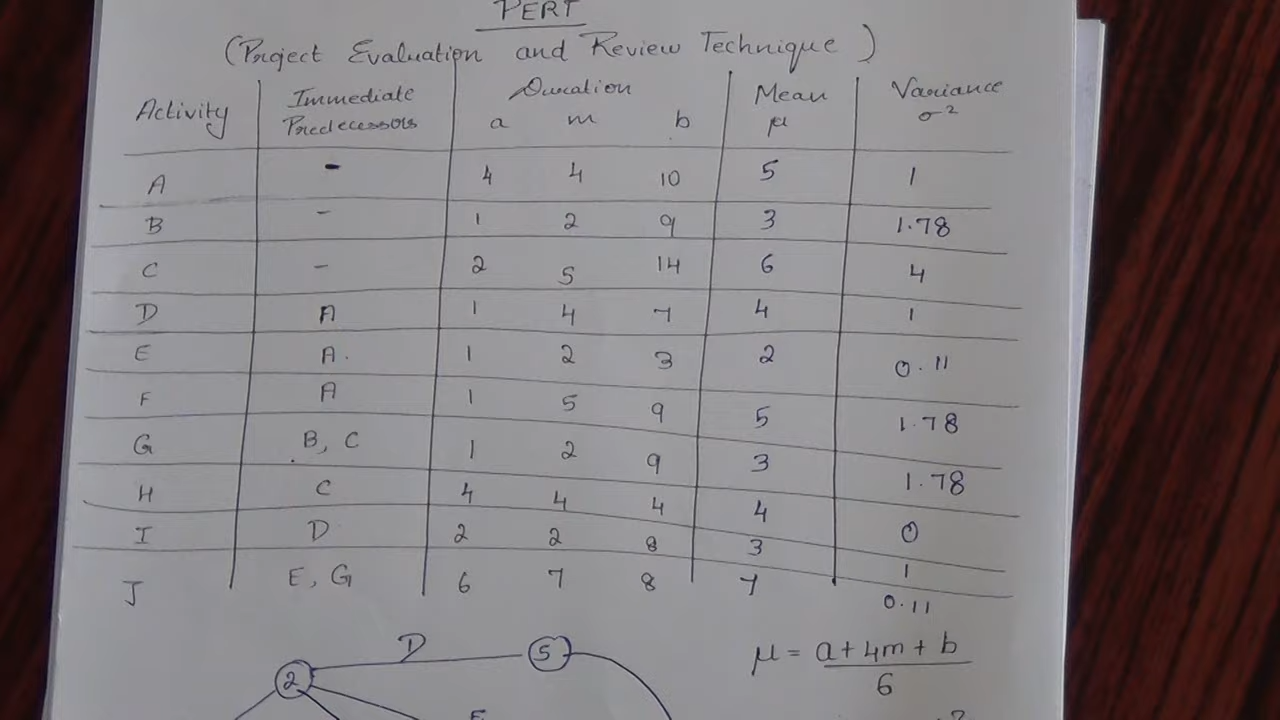 PERT
(Project Evaluation and Review Technique)
Activity Immediate Predecessors Duration a m b Mean μ Variance σ²
A - 4 4 10 5 1
B - 1 2 9 3 1.78
C - 2 5 14 6 4
D A 1 4 7 4 1
E A. 1 2 3 2 0.11
F A 1 5 9 5 1.78
G B, C 1 2 9 3 1.78
H C 4 4 4 4 0
I D 2 2 8 3 1
J E, G 6 7 8 7 0.11
D 5
2
μ = a + 4m + b
6